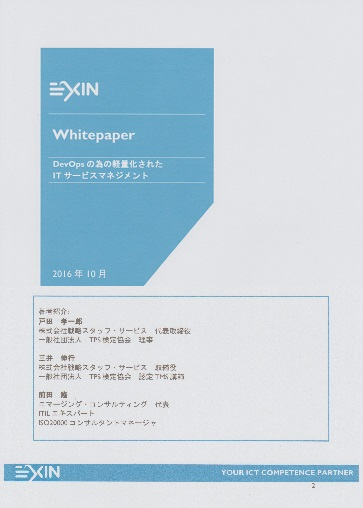 EXIN
Whitepaper
DevOps の為の軽量化された
IT サービスマネジメント
2016 年 10 月
著者紹介:
戸田 孝一郎
株式会社戦略スタッフ・サービス 代表取締役
一般社団法人 TPS 検定協会 理事
三井 伸行
株式会社戦略スタッフ・サービス 取締役
一般社団法人 TPS 検定協会 認定 TMS 講師
前田 隆
エマージング・コンサルティング 代表
ITIL エキスパート
ISO20000 コンサルタントマネージャ
EXIN
YOUR ICT COMPETENCE PARTNER
2